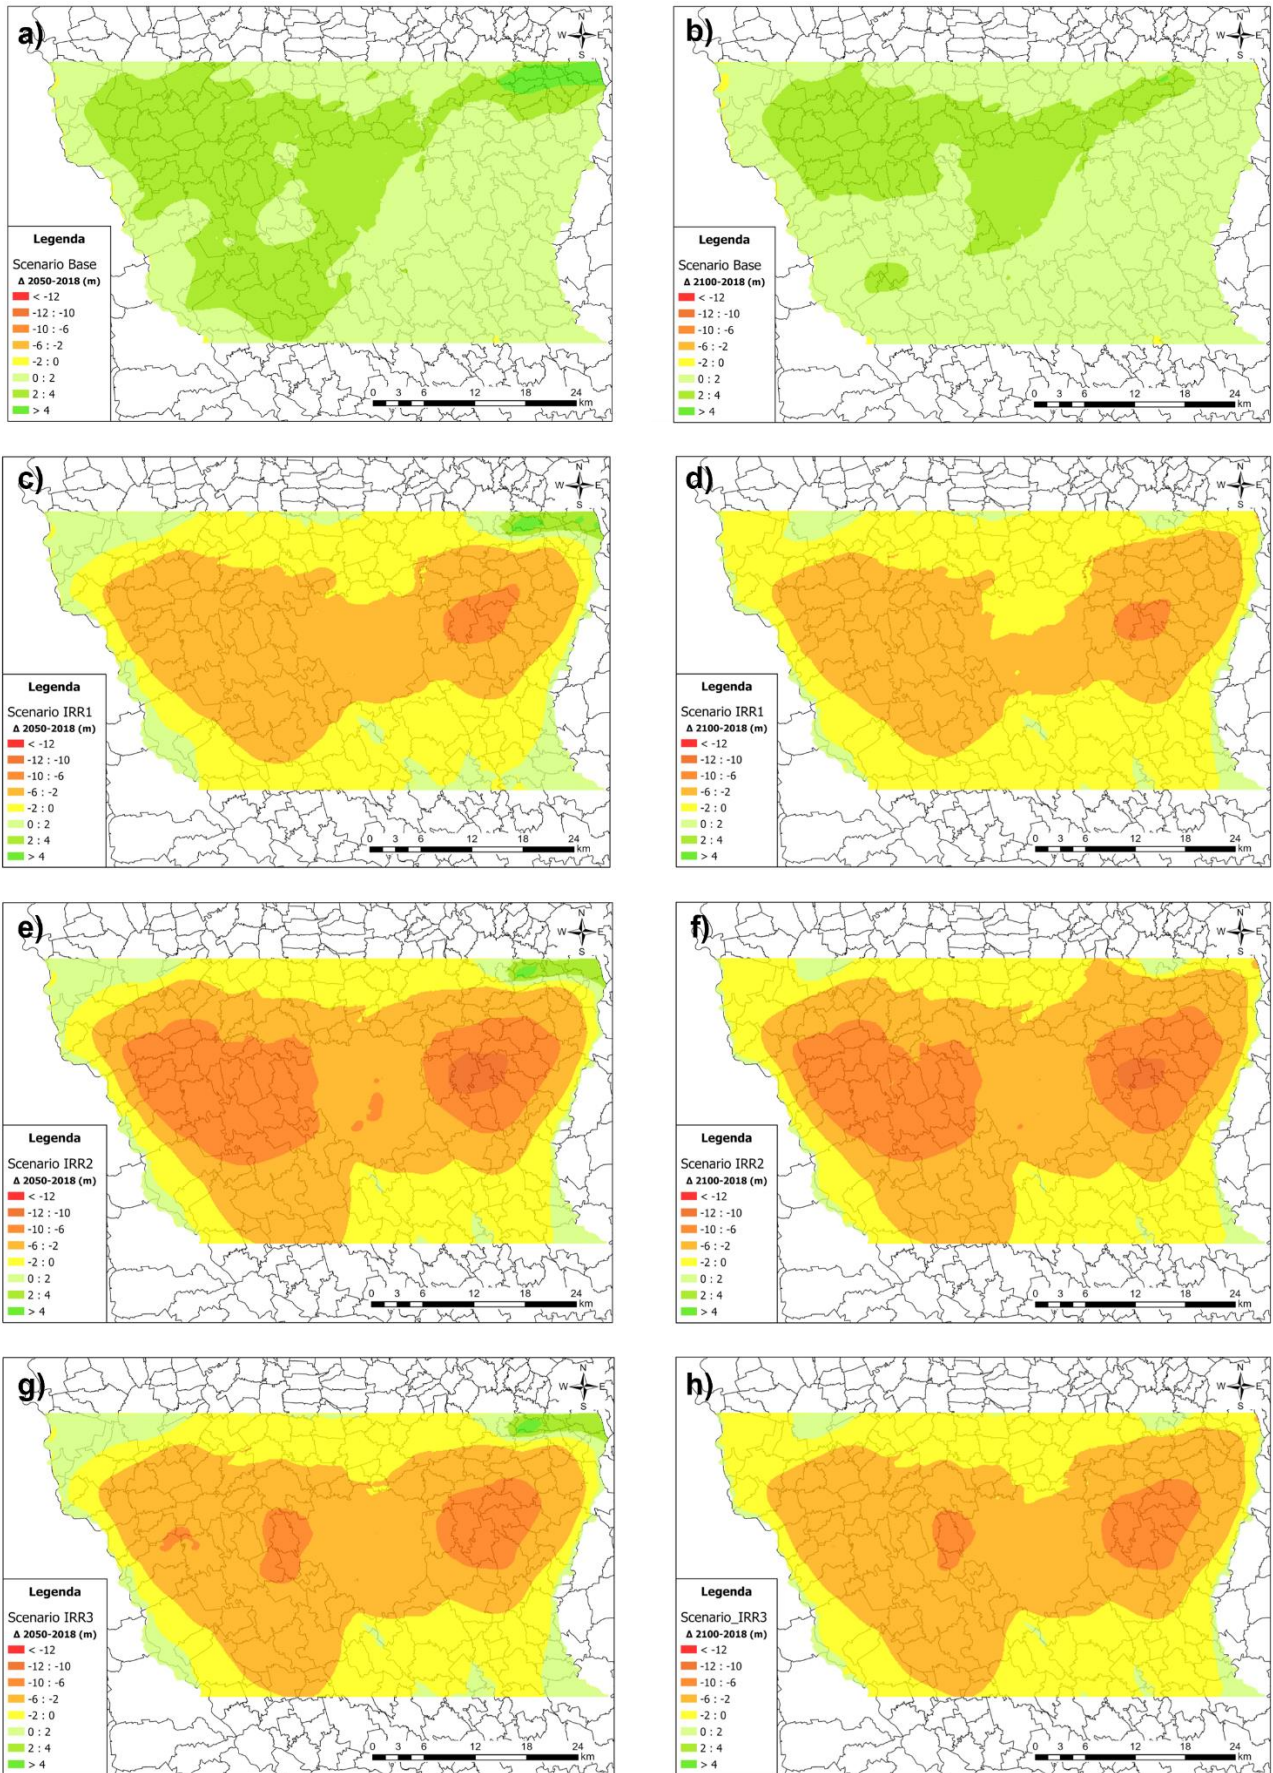 a)
N
W E
S
Legenda
Scenario Base
Δ 2050-2018 (m)
< -12
-12 : -10
-10 : -6
-6 : -2
-2 : 0
0 : 2
2 : 4
> 4
0 3 6 12 18 24
km
b)
N
W E
S
Legenda
Scenario Base
Δ 2100-2018 (m)
< -12
-12 : -10
-10 : -6
-6 : -2
-2 : 0
0 : 2
2 : 4
> 4
0 3 6 12 18 24
km
c)
N
W E
S
Legenda
Scenario IRR1
Δ 2050-2018 (m)
< -12
-12 : -10
-10 : -6
-6 : -2
-2 : 0
0 : 2
2 : 4
> 4
0 3 6 12 18 24
km
d)
N
W E
S
Legenda
Scenario IRR1
Δ 2100-2018 (m)
< -12
-12 : -10
-10 : -6
-6 : -2
-2 : 0
0 : 2
2 : 4
> 4
0 3 6 12 18 24
km
e)
N
W E
S
Legenda
Scenario IRR2
Δ 2050-2018 (m)
< -12
-12 : -10
-10 : -6
-6 : -2
-2 : 0
0 : 2
2 : 4
> 4
0 3 6 12 18 24
km
f)
N
W E
S
Legenda
Scenario IRR2
Δ 2100-2018 (m)
< -12
-12 : -10
-10 : -6
-6 : -2
-2 : 0
0 : 2
2 : 4
> 4
0 3 6 12 18 24
km
g)
N
W E
S
Legenda
Scenario IRR3
Δ 2050-2018 (m)
< -12
-12 : -10
-10 : -6
-6 : -2
-2 : 0
0 : 2
2 : 4
> 4
0 3 6 12 18 24
km
h)
N
W E
S
Legenda
Scenario_IRR3
Δ 2100-2018 (m)
< -12
-12 : -10
-10 : -6
-6 : -2
-2 : 0
0 : 2
2 : 4
> 4
0 3 6 12 18 24
km